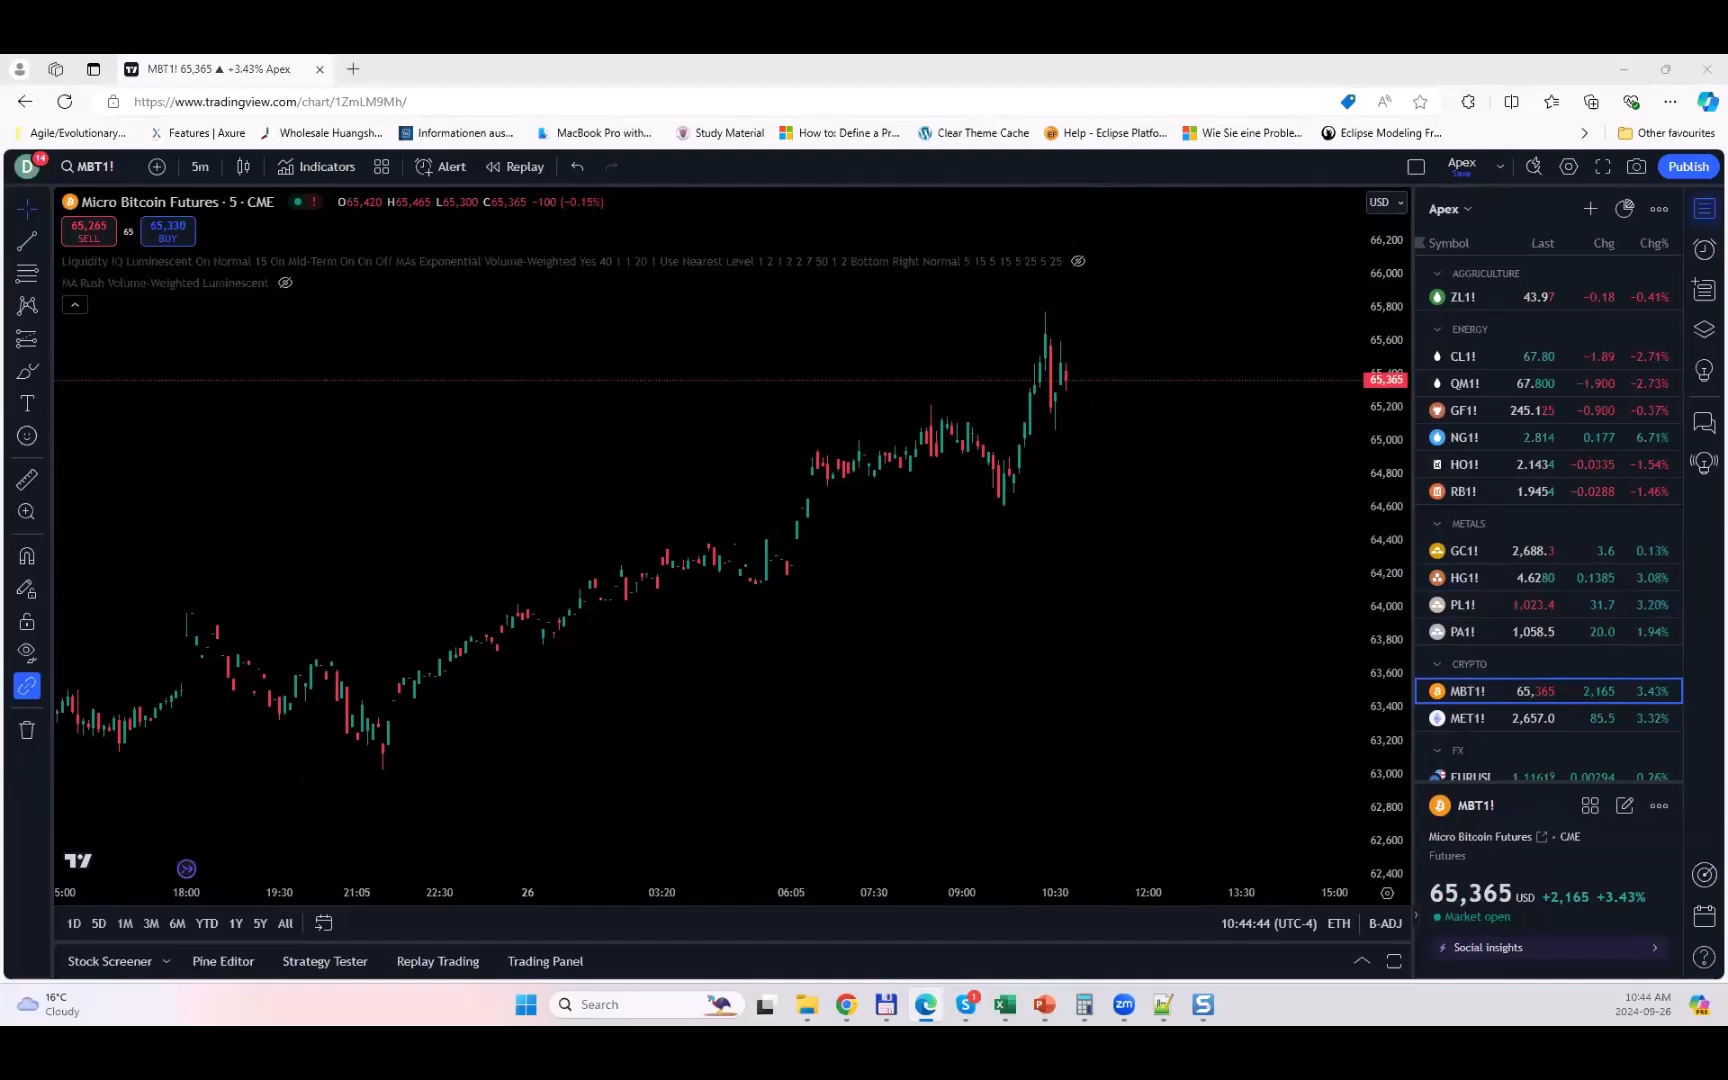 MBT1! 65,365 ▲ +3.43% Apex
https://www.tradingview.com/chart/1ZmLM9Mh/
Agile/Evolutionary... Features | Axure Wholesale Huangsh... Informationen aus... MacBook Pro with... Study Material How to: Define a Pr... Clear Theme Cache Help - Eclipse Platfo... Wie Sie eine Proble... Eclipse Modeling Fr... Other favourites
D 14 MBT1! 5m Indicators Alert Replay Apex Save Publish
Micro Bitcoin Futures · 5 · CME O65,420 H65,465 L65,300 C65,365 −100 (−0.15%) USD
65,265 SELL 65 65,330 BUY
Liquidity IQ Luminescent On Normal 15 On Mid-Term On On Off MAs Exponential Volume-Weighted Yes 40 1 1 20 1 Use Nearest Level 1 2 1 2 2 7 50 1 2 Bottom Right Normal 5 15 5 15 5 25 5 25
MA Rush Volume-Weighted Luminescent
66,200
66,000
65,800
65,600
65,365
65,200
65,000
64,800
64,600
64,400
64,200
64,000
63,800
63,600
63,400
63,200
63,000
62,800
62,600
62,400
5:00 18:00 19:30 21:05 22:30 26 03:20 06:05 07:30 09:00 10:30 12:00 13:30 15:00
1D 5D 1M 3M 6M YTD 1Y 5Y All 10:44:44 (UTC-4) ETH B-ADJ
Stock Screener Pine Editor Strategy Tester Replay Trading Trading Panel
Apex
Symbol Last Chg Chg%
AGGRICULTURE
ZL1! 43.97 −0.18 −0.41%
ENERGY
CL1! 67.80 −1.89 −2.71%
QM1! 67.800 −1.900 −2.73%
GF1! 245.125 −0.900 −0.37%
NG1! 2.814 0.177 6.71%
HO1! 2.1434 −0.0335 −1.54%
RB1! 1.9454 −0.0288 −1.46%
METALS
GC1! 2,688.3 3.6 0.13%
HG1! 4.6280 0.1385 3.08%
PL1! 1,023.4 31.7 3.20%
PA1! 1,058.5 20.0 1.94%
CRYPTO
MBT1! 65,365 2,165 3.43%
MET1! 2,657.0 85.5 3.32%
FX
EURUSD 1.11619 0.00294 0.26%
MBT1!
Micro Bitcoin Futures · CME
Futures
65,365 USD +2,165 +3.43%
Market open
Social insights
16°C
Cloudy
Search
10:44 AM
2024-09-26